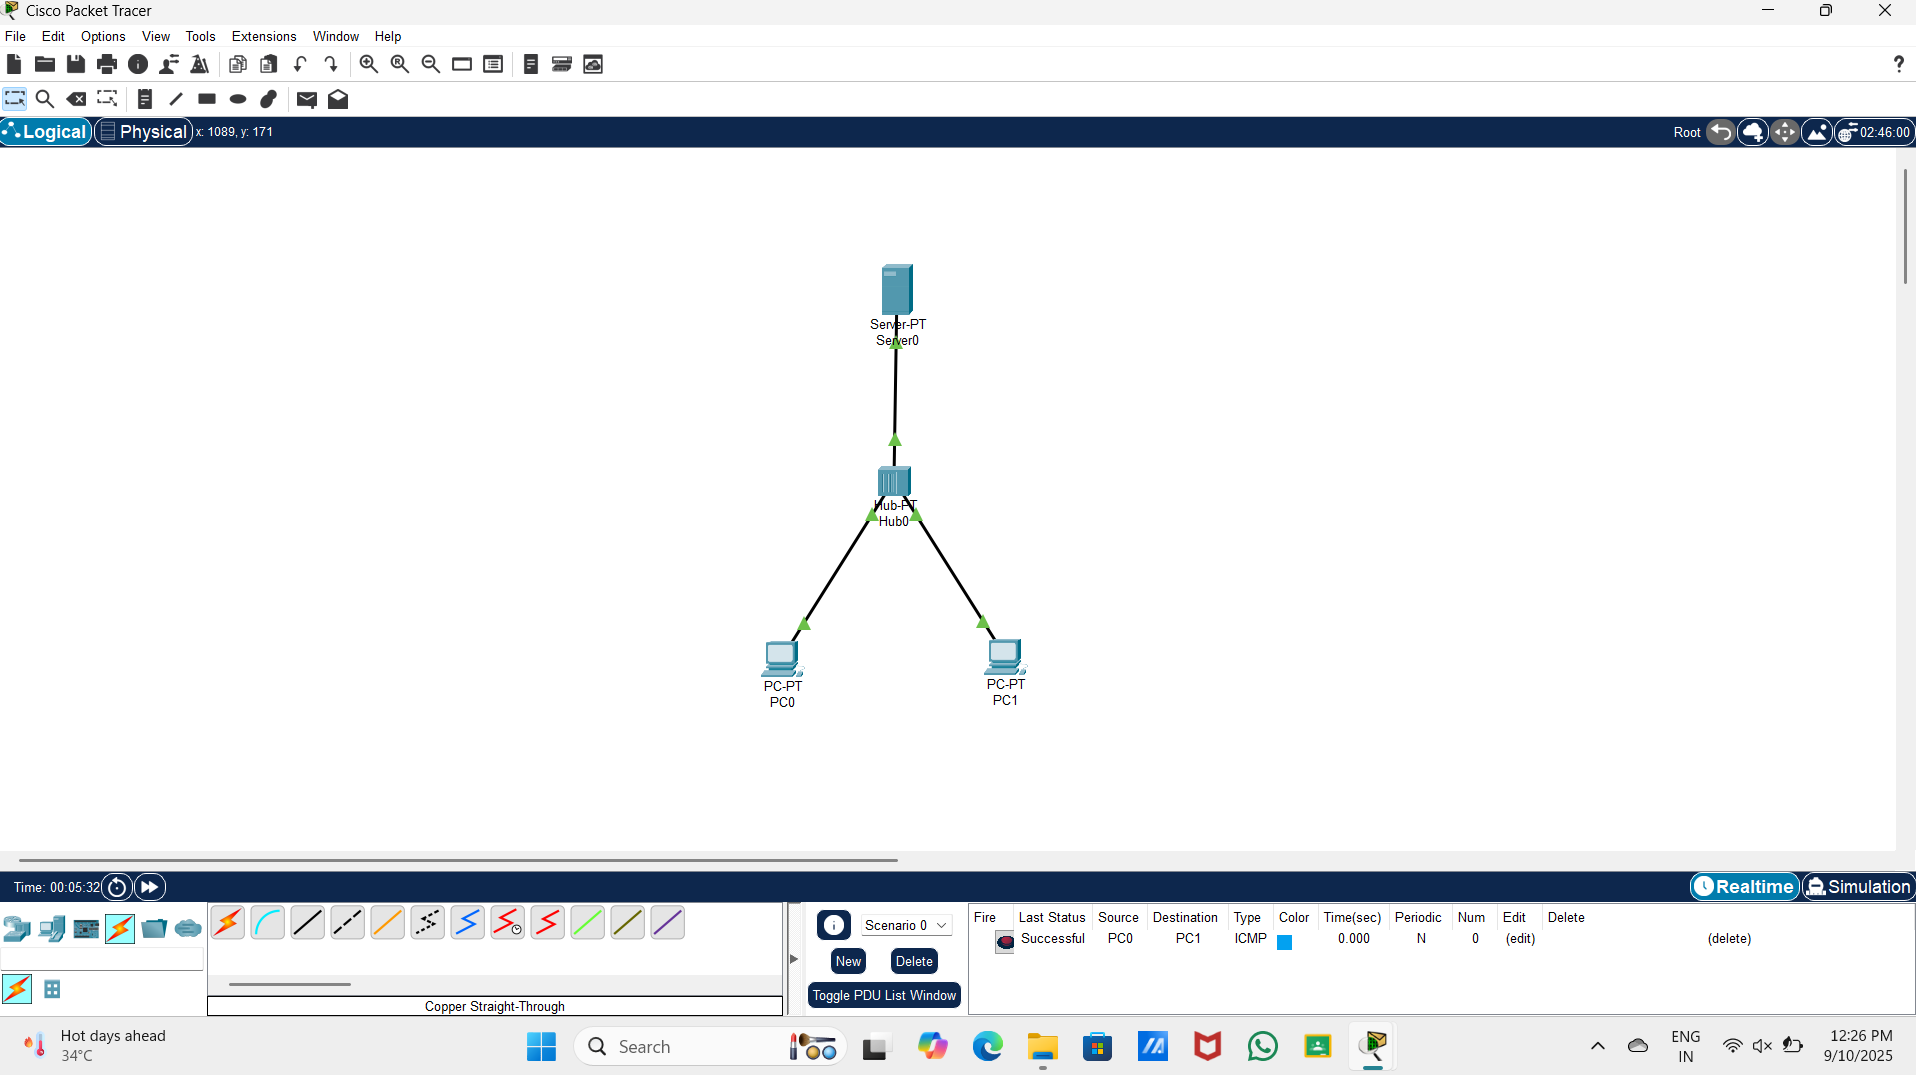 Cisco Packet Tracer
File Edit Options View Tools Extensions Window Help
Logical Physical x: 1089, y: 171 Root 02:46:00
Server-PT
Server0
Hub-PT
Hub0
PC-PT
PC0
PC-PT
PC1
Time: 00:05:32 Realtime Simulation
Scenario 0
New Delete
Toggle PDU List Window
Fire Last Status Source Destination Type Color Time(sec) Periodic Num Edit Delete
Successful PC0 PC1 ICMP 0.000 N 0 (edit) (delete)
Copper Straight-Through
Hot days ahead
34°C
Search
ENG
IN
12:26 PM
9/10/2025